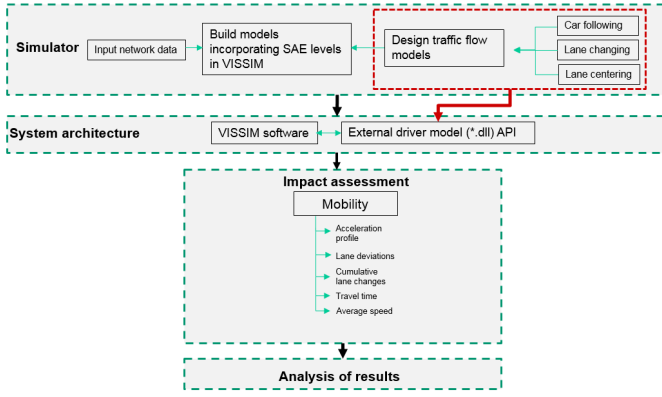 Simulator
Input network data
Build models
incorporating SAE levels
in VISSIM
Design traffic flow
models
Car following
Lane changing
Lane centering
System architecture
VISSIM software
External driver model (*.dll) API
Impact assessment
Mobility
Acceleration
profile
Lane deviations
Cumulative
lane changes
Travel time
Average speed
Analysis of results